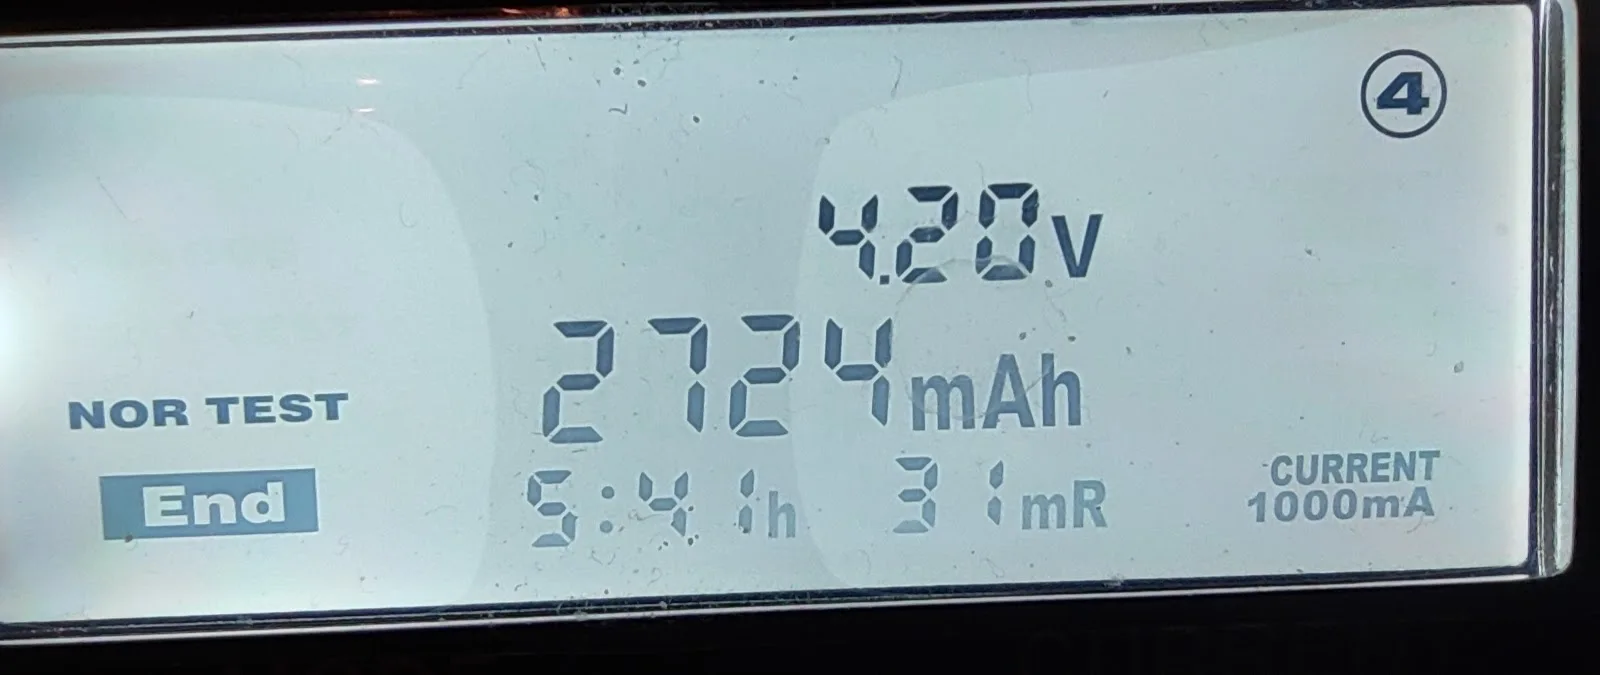 4
4.20V
2724mAh
NOR TEST
End
5:41h 31mR
CURRENT
1000mA